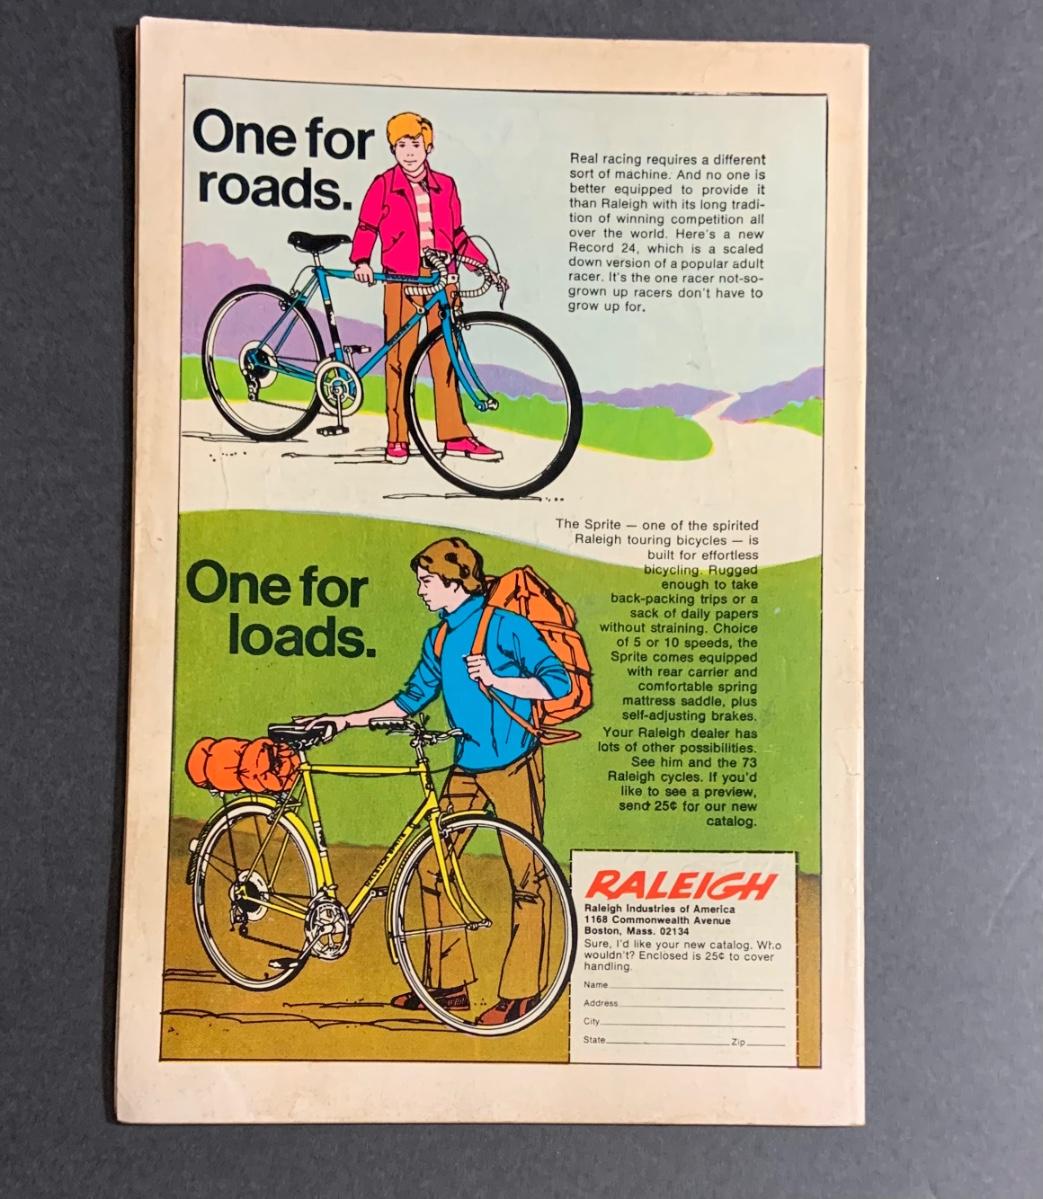 One for
roads.
Real racing requires a different
sort of machine. And no one is
better equipped to provide it
than Raleigh with its long tradi-
tion of winning competition all
over the world. Here's a new
Record 24, which is a scaled
down version of a popular adult
racer. It's the one racer not-so-
grown up racers don't have to
grow up for.
One for
loads.
The Sprite — one of the spirited
Raleigh touring bicycles — is
built for effortless
bicycling. Rugged
enough to take
back-packing trips or a
sack of daily papers
without straining. Choice
of 5 or 10 speeds, the
Sprite comes equipped
with rear carrier and
comfortable spring
mattress saddle, plus
self-adjusting brakes.
Your Raleigh dealer has
lots of other possibilities.
See him and the 73
Raleigh cycles. If you'd
like to see a preview,
send 25¢ for our new
catalog.
RALEIGH
Raleigh Industries of America
1168 Commonwealth Avenue
Boston, Mass. 02134
Sure, I'd like your new catalog. Who
wouldn't? Enclosed is 25¢ to cover
handling.
Name
Address
City
State Zip